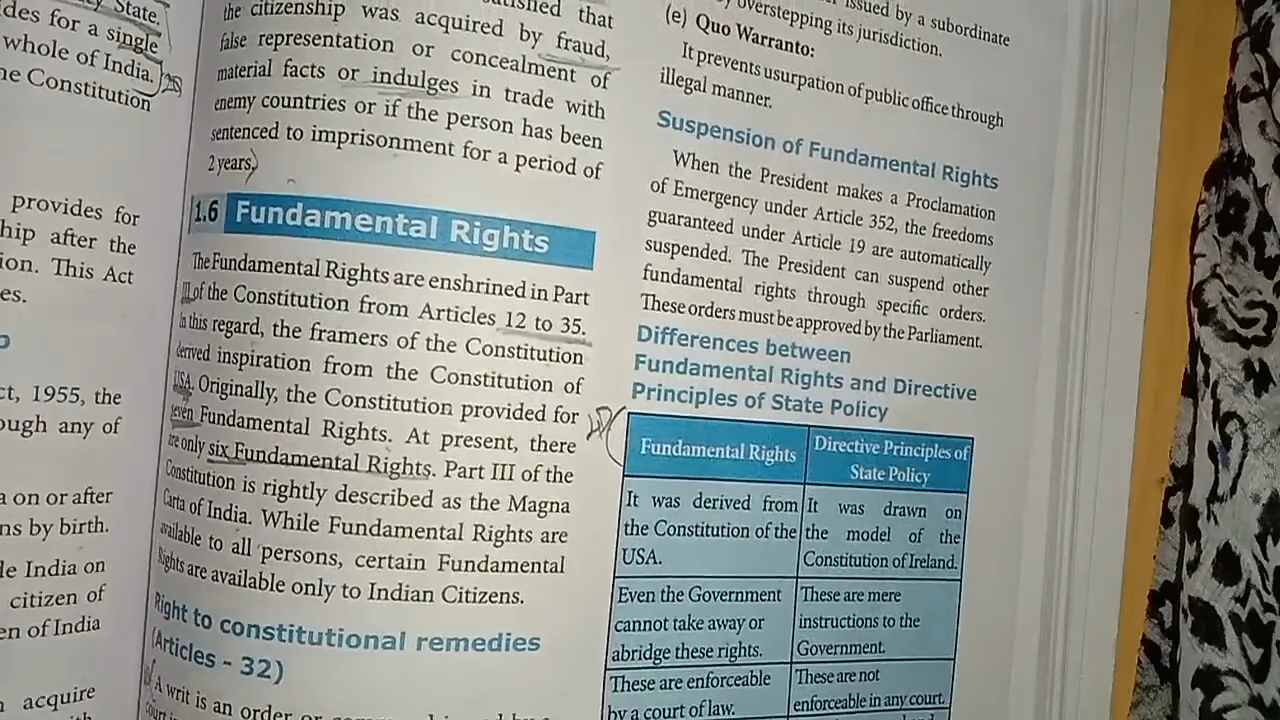 y State.
des for a single
whole of India.
he Constitution
provides for
hip after the
ion. This Act
es.
ct, 1955, the
ough any of
a on or after
ns by birth.
de India on
citizen of
en of India
acquire
that
the citizenship was acquired by fraud,
false representation or concealment of
material facts or indulges in trade with
enemy countries or if the person has been
sentenced to imprisonment for a period of
2 years,
1.6 Fundamental Rights
The Fundamental Rights are enshrined in Part
III of the Constitution from Articles 12 to 35.
In this regard, the framers of the Constitution
derived inspiration from the Constitution of
USA. Originally, the Constitution provided for
seven Fundamental Rights. At present, there
are only six Fundamental Rights. Part III of the
Constitution is rightly described as the Magna
Carta of India. While Fundamental Rights are
available to all persons, certain Fundamental
Rights are available only to Indian Citizens.
Right to constitutional remedies
(Articles - 32)
A writ is an order or
issued by a subordinate
overstepping its jurisdiction.
(e) Quo Warranto:
It prevents usurpation of public office through
illegal manner.
Suspension of Fundamental Rights
When the President makes a Proclamation
of Emergency under Article 352, the freedoms
guaranteed under Article 19 are automatically
suspended. The President can suspend other
fundamental rights through specific orders.
These orders must be approved by the Parliament.
Differences between
Fundamental Rights and Directive
Principles of State Policy
Fundamental Rights
Directive Principles of
State Policy
It was derived from
the Constitution of the
USA.
It was drawn on
the model of the
Constitution of Ireland.
Even the Government
cannot take away or
abridge these rights.
These are mere
instructions to the
Government.
These are enforceable
by a court of law.
These are not
enforceable in any court.